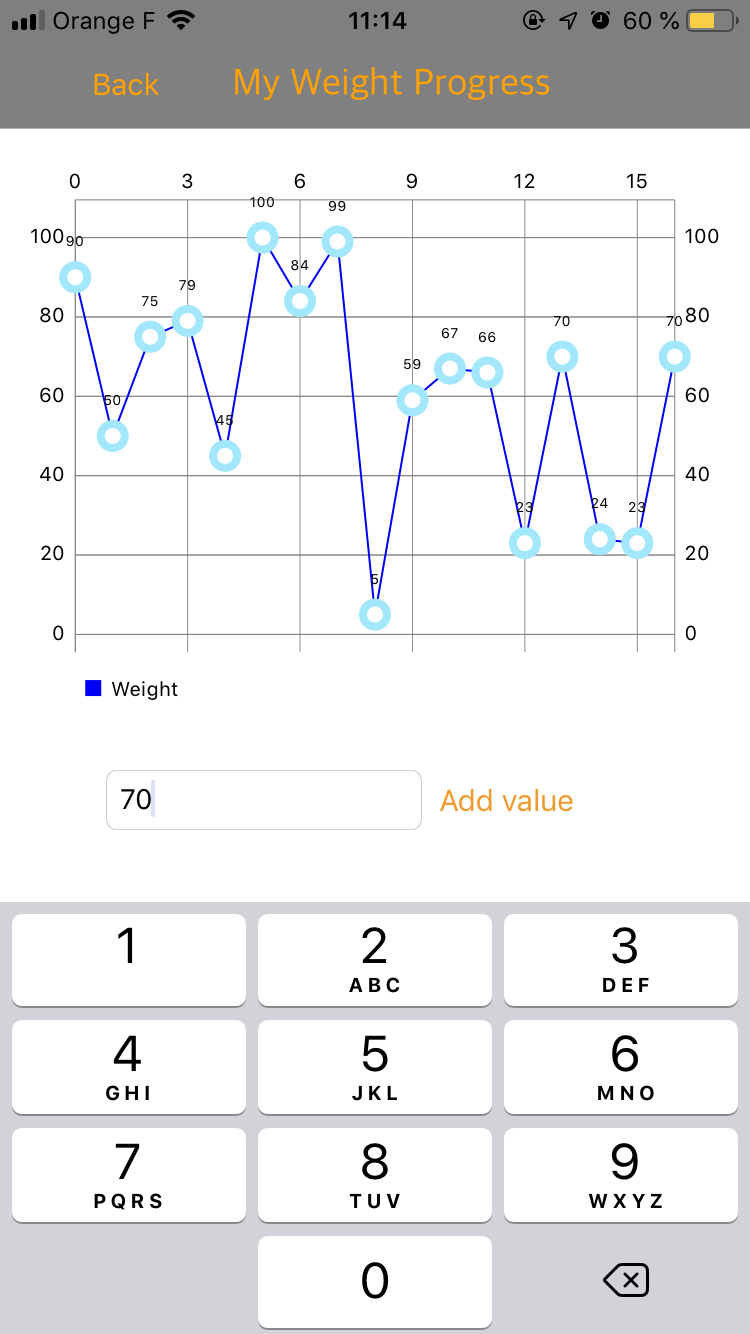 Orange F 11:14 60 %
Back My Weight Progress
0 3 6 9 12 15
100 90 50 75 79 45 100 84 99 5 59 67 66 23 70 24 23 70 100
80 80
60 60
40 40
20 20
0 0
Weight
70 Add value
1 2 3
ABC DEF
4 5 6
GHI JKL MNO
7 8 9
PQRS TUV WXYZ
0